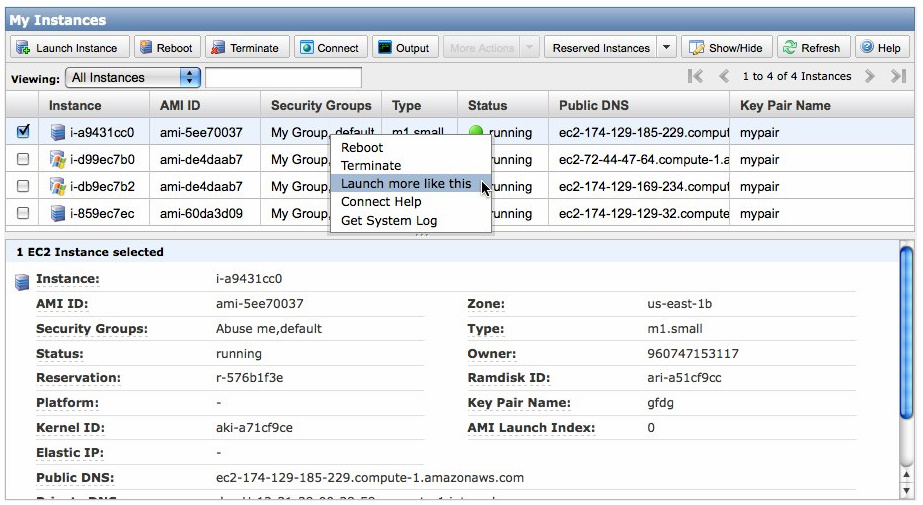 My Instances
Launch Instance Reboot Terminate Connect Output More Actions Reserved Instances Show/Hide Refresh Help
Viewing: All Instances 1 to 4 of 4 Instances
Instance AMI ID Security Groups Type Status Public DNS Key Pair Name
i-a9431cc0 ami-5ee70037 My Group, default m1.small running ec2-174-129-185-229.comput mypair
i-d99ec7b0 ami-de4daab7 My Group, running ec2-72-44-47-64.compute-1.a mypair
i-db9ec7b2 ami-de4daab7 My Group, running ec2-174-129-169-234.comput mypair
i-859ec7ec ami-60da3d09 My Group, running ec2-174-129-129-32.compute mypair
Reboot
Terminate
Launch more like this
Connect Help
Get System Log
1 EC2 Instance selected
Instance: i-a9431cc0
AMI ID: ami-5ee70037 Zone: us-east-1b
Security Groups: Abuse me,default Type: m1.small
Status: running Owner: 960747153117
Reservation: r-576b1f3e Ramdisk ID: ari-a51cf9cc
Platform: - Key Pair Name: gfdg
Kernel ID: aki-a71cf9ce AMI Launch Index: 0
Elastic IP: -
Public DNS: ec2-174-129-185-229.compute-1.amazonaws.com